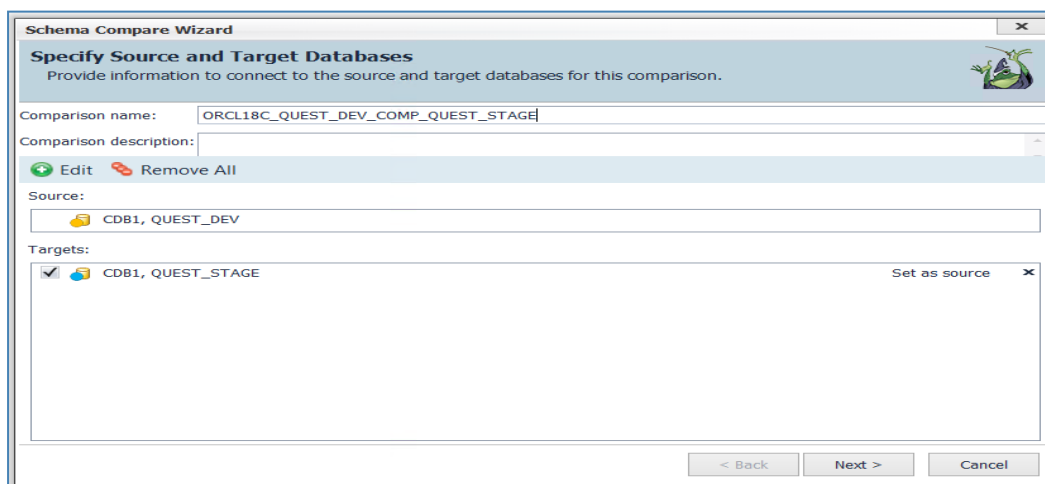 Schema Compare Wizard
Specify Source and Target Databases
Provide information to connect to the source and target databases for this comparison.
Comparison name: ORCL18C_QUEST_DEV_COMP_QUEST_STAGE
Comparison description:
Edit Remove All
Source:
CDB1, QUEST_DEV
Targets:
CDB1, QUEST_STAGE Set as source
< Back Next > Cancel